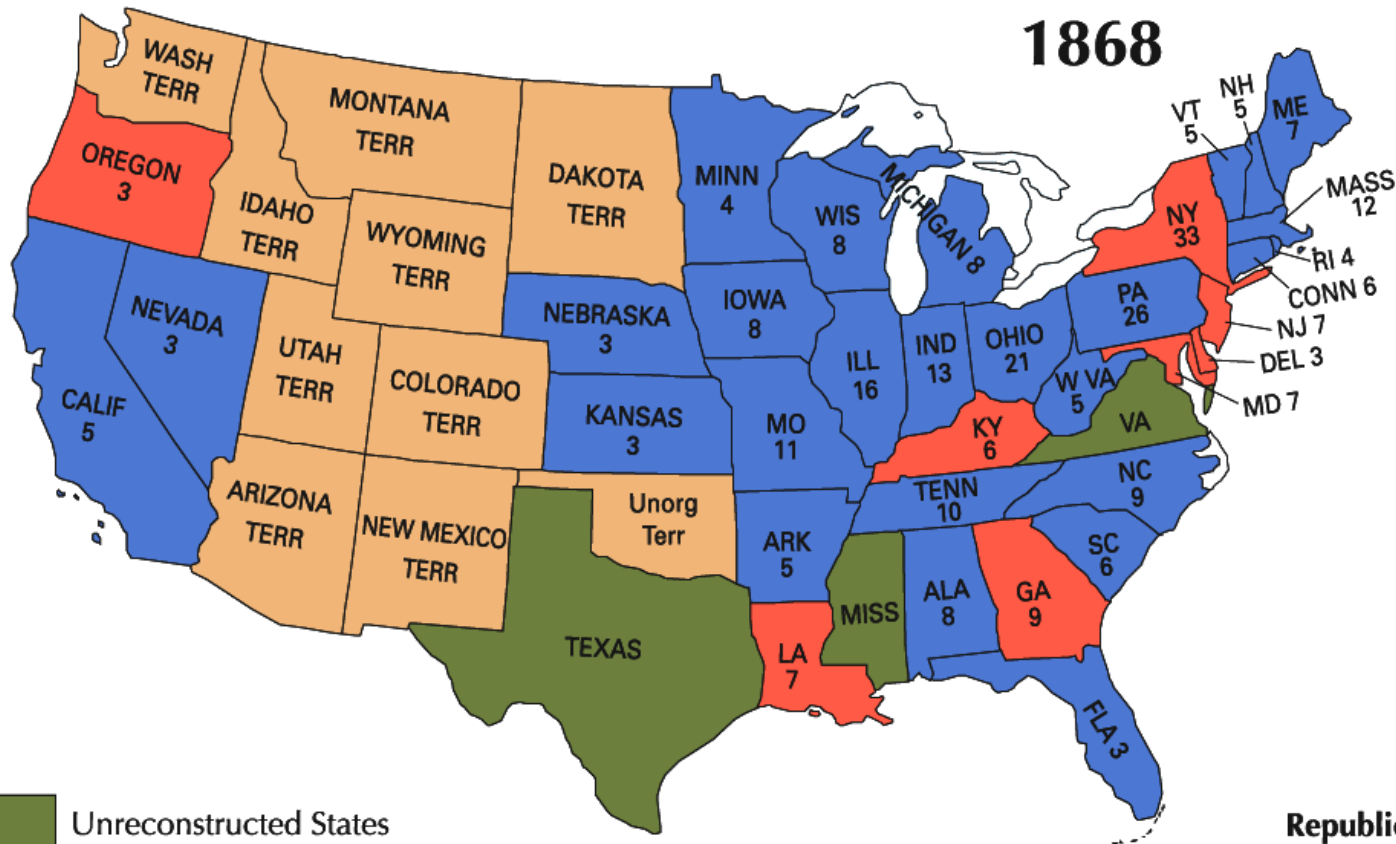 1868
WASH
TERR
MONTANA
TERR
OREGON
3
IDAHO
TERR
WYOMING
TERR
DAKOTA
TERR
MINN
4
WIS
8
MICHIGAN 8
VT
5
NH
5
ME
7
MASS
12
NY
33
RI 4
CONN 6
NJ 7
DEL 3
MD 7
PA
26
NEVADA
3
CALIF
5
UTAH
TERR
COLORADO
TERR
NEBRASKA
3
IOWA
8
ILL
16
IND
13
OHIO
21
W VA
5
VA
KANSAS
3
MO
11
KY
6
TENN
10
NC
9
SC
6
ARIZONA
TERR
NEW MEXICO
TERR
Unorg
Terr
ARK
5
MISS
ALA
8
GA
9
TEXAS
LA
7
FLA 3
Unreconstructed States
Republic